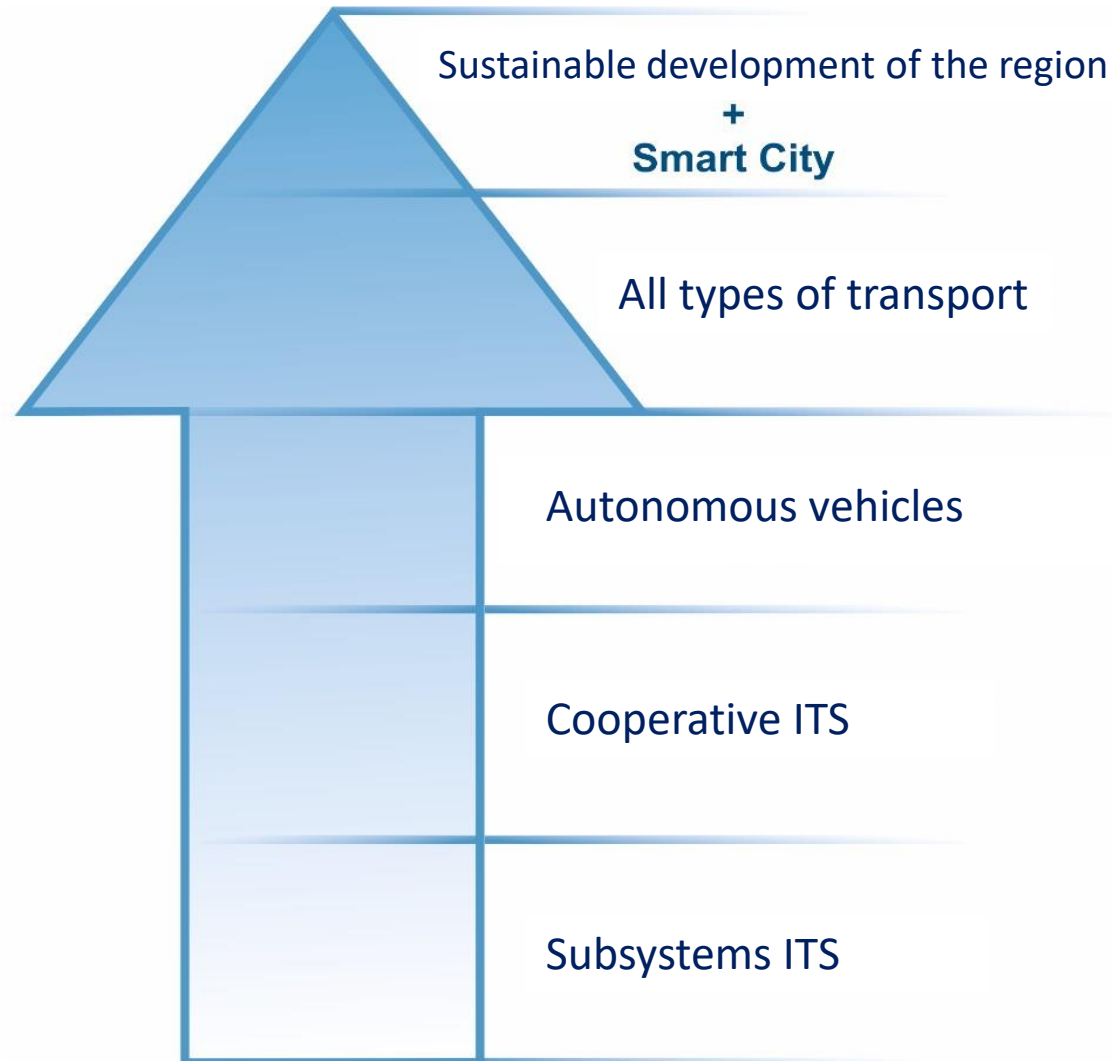 Sustainable development of the region
+
Smart City
All types of transport
Autonomous vehicles
Cooperative ITS
Subsystems ITS